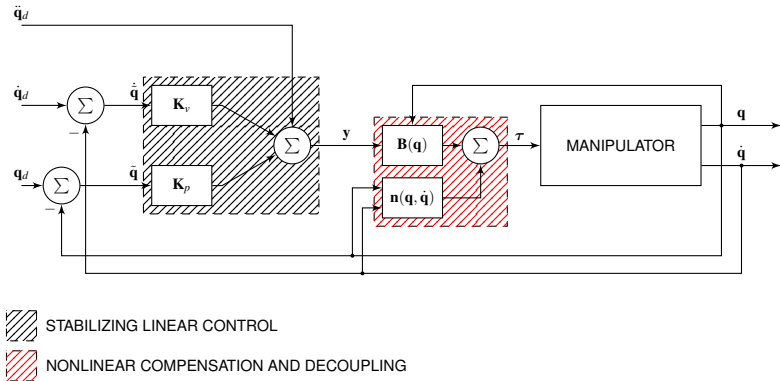 q̈_d
q̇_d
∑
−
q̃̇
K_v
∑
y
B(q)
∑
τ
MANIPULATOR
q
q̇
q_d
∑
−
q̃
K_p
n(q, q̇)
STABILIZING LINEAR CONTROL
NONLINEAR COMPENSATION AND DECOUPLING